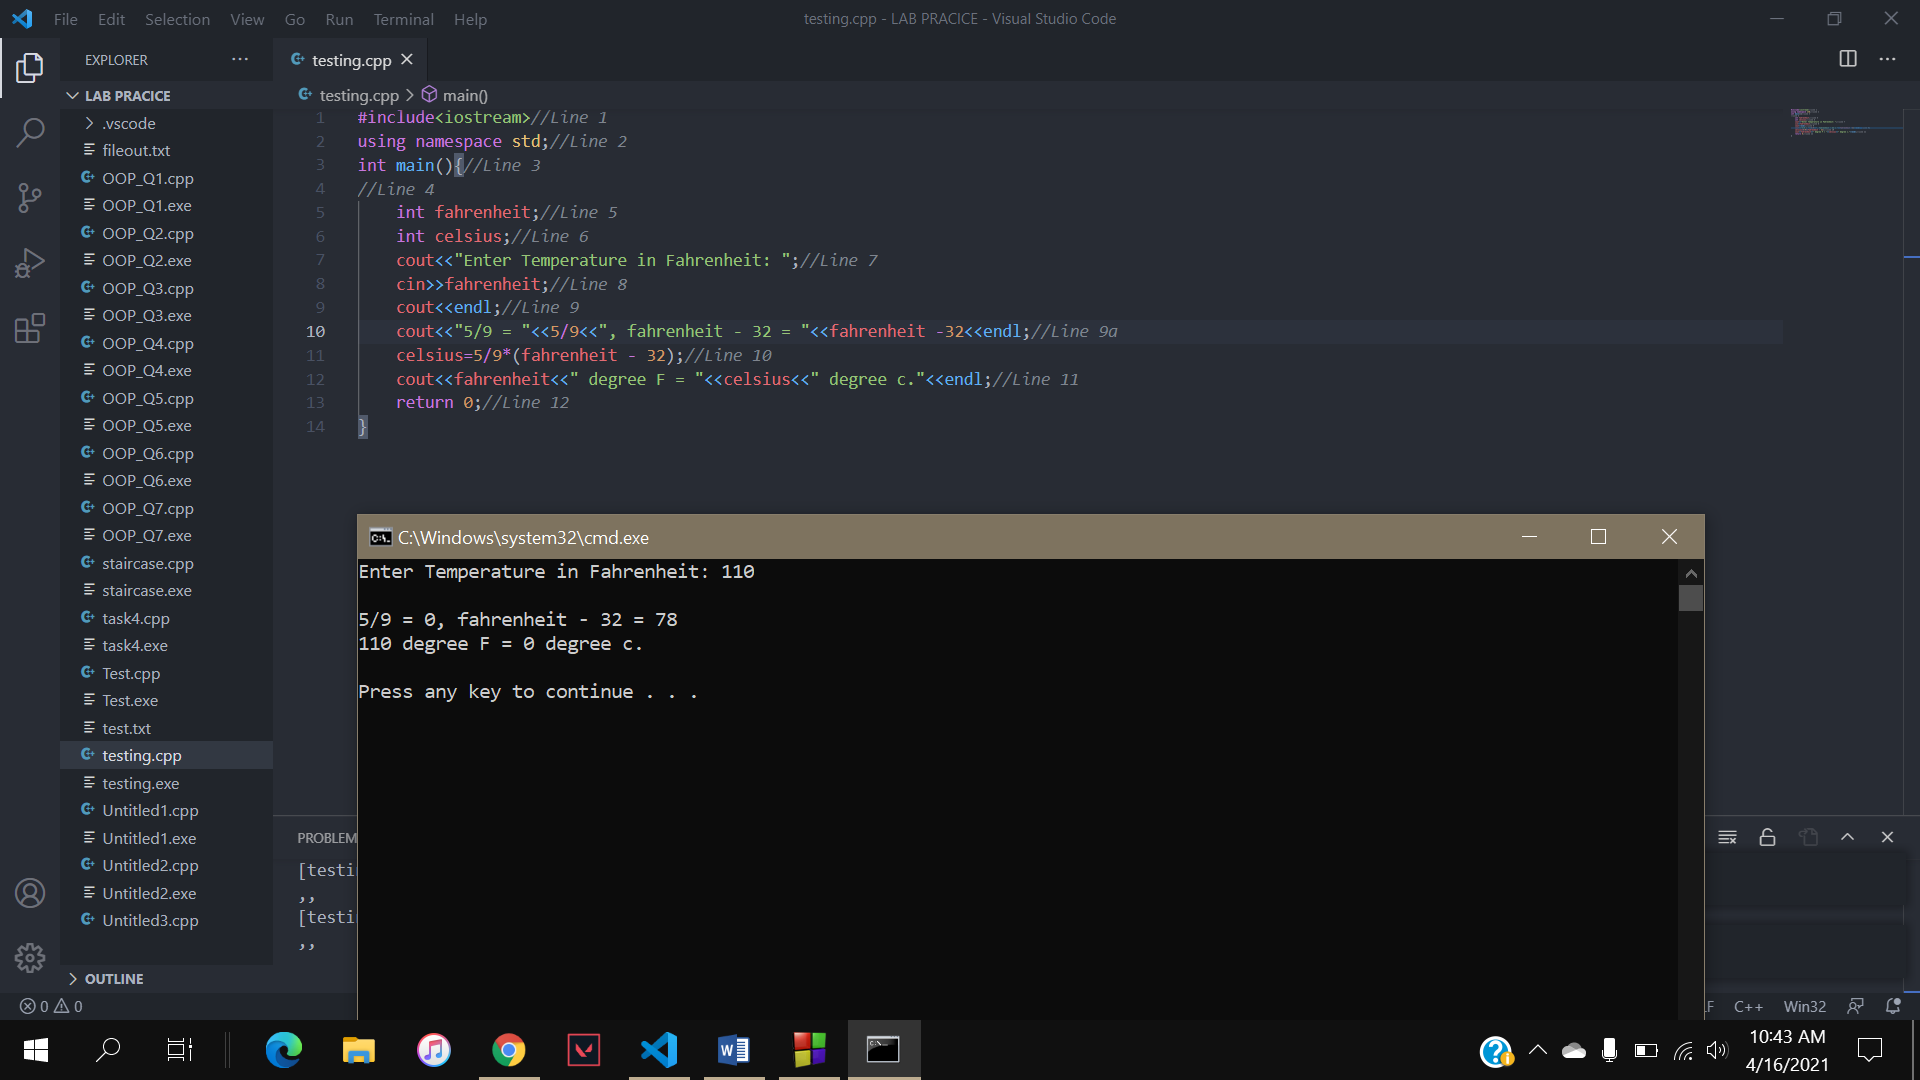 File Edit Selection View Go Run Terminal Help
testing.cpp - LAB PRACICE - Visual Studio Code
EXPLORER
LAB PRACICE
.vscode
fileout.txt
OOP_Q1.cpp
OOP_Q1.exe
OOP_Q2.cpp
OOP_Q2.exe
OOP_Q3.cpp
OOP_Q3.exe
OOP_Q4.cpp
OOP_Q4.exe
OOP_Q5.cpp
OOP_Q5.exe
OOP_Q6.cpp
OOP_Q6.exe
OOP_Q7.cpp
OOP_Q7.exe
staircase.cpp
staircase.exe
task4.cpp
task4.exe
Test.cpp
Test.exe
test.txt
testing.cpp
testing.exe
Untitled1.cpp
Untitled1.exe
Untitled2.cpp
Untitled2.exe
Untitled3.cpp
OUTLINE
testing.cpp
testing.cpp > main()
1 #include<iostream>//Line 1
2 using namespace std;//Line 2
3 int main(){//Line 3
4 //Line 4
5 int fahrenheit;//Line 5
6 int celsius;//Line 6
7 cout<<"Enter Temperature in Fahrenheit: ";//Line 7
8 cin>>fahrenheit;//Line 8
9 cout<<endl;//Line 9
10 cout<<"5/9 = "<<5/9<<", fahrenheit - 32 = "<<fahrenheit -32<<endl;//Line 9a
11 celsius=5/9*(fahrenheit - 32);//Line 10
12 cout<<fahrenheit<<" degree F = "<<celsius<<" degree c."<<endl;//Line 11
13 return 0;//Line 12
14 }
C:\Windows\system32\cmd.exe
Enter Temperature in Fahrenheit: 110
5/9 = 0, fahrenheit - 32 = 78
110 degree F = 0 degree c.
Press any key to continue . . .
PROBLEM
[testi
,,
[testi
,,
0 0
F C++ Win32
10:43 AM
4/16/2021